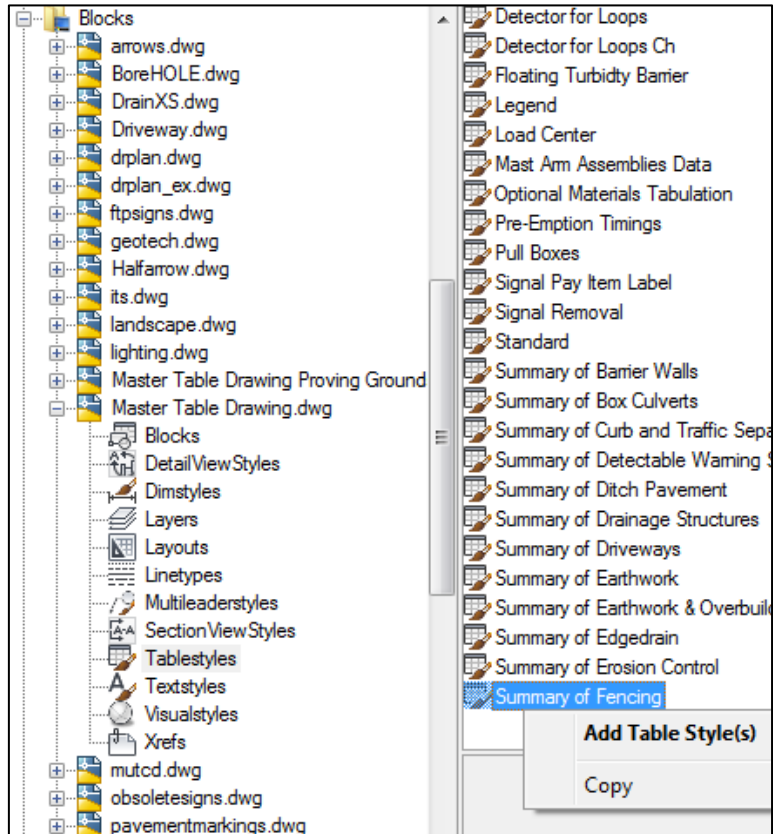 Blocks
arrows.dwg
BoreHOLE.dwg
DrainXS.dwg
Driveway.dwg
drplan.dwg
drplan_ex.dwg
ftpsigns.dwg
geotech.dwg
Halfarrow.dwg
its.dwg
landscape.dwg
lighting.dwg
Master Table Drawing Proving Ground
Master Table Drawing.dwg
Blocks
DetailViewStyles
Dimstyles
Layers
Layouts
Linetypes
Multileaderstyles
SectionViewStyles
Tablestyles
Textstyles
Visualstyles
Xrefs
mutcd.dwg
obsoletesigns.dwg
pavementmarkings.dwg
Detector for Loops
Detector for Loops Ch
Floating Turbidty Barrier
Legend
Load Center
Mast Arm Assemblies Data
Optional Materials Tabulation
Pre-Emption Timings
Pull Boxes
Signal Pay Item Label
Signal Removal
Standard
Summary of Barrier Walls
Summary of Box Culverts
Summary of Curb and Traffic Sepa
Summary of Detectable Warning S
Summary of Ditch Pavement
Summary of Drainage Structures
Summary of Driveways
Summary of Earthwork
Summary of Earthwork & Overbuild
Summary of Edgedrain
Summary of Erosion Control
Summary of Fencing
Add Table Style(s)
Copy